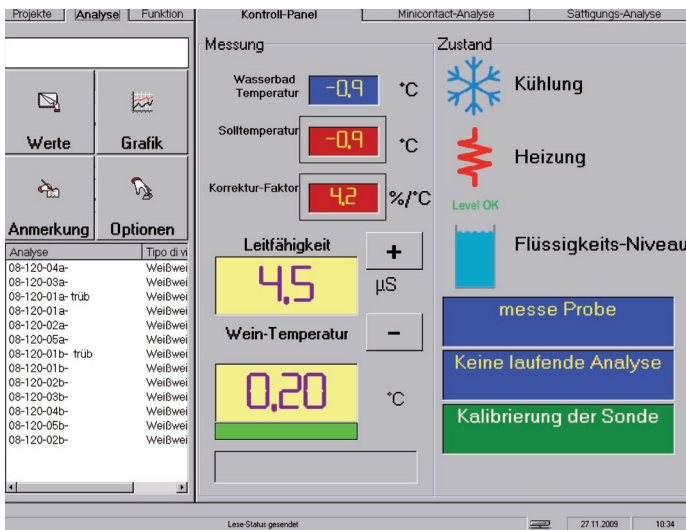 Projekte Analyse Funktion
Kontroll-Panel Minicontact-Analyse Sättigungs-Analyse
Werte Grafik
Anmerkung Optionen
Analyse Tipo di vi
08-120-04a- Weißwei
08-120-03a- Weißwei
08-120-01a- trüb Weißwei
08-120-01a- Weißwei
08-120-02a- Weißwei
08-120-05a- Weißwei
08-120-01b- trüb Weißwei
08-120-01b- Weißwei
08-120-02b- Weißwei
08-120-03b- Weißwei
08-120-04b- Weißwei
08-120-05b- Weißwei
08-120-02b- Weißwei
Messung
Wasserbad
Temperatur -0,9 °C
Solltemperatur -0,9 °C
Korrektur-Faktor 4,2 %/°C
Leitfähigkeit +
4,5 µS
Wein-Temperatur -
0,20 °C
Zustand
Kühlung
Heizung
Level OK
Flüssigkeits-Niveau
messe Probe
Keine laufende Analyse
Kalibrierung der Sonde
Lese-Status gesendet 27.11.2009 10:34